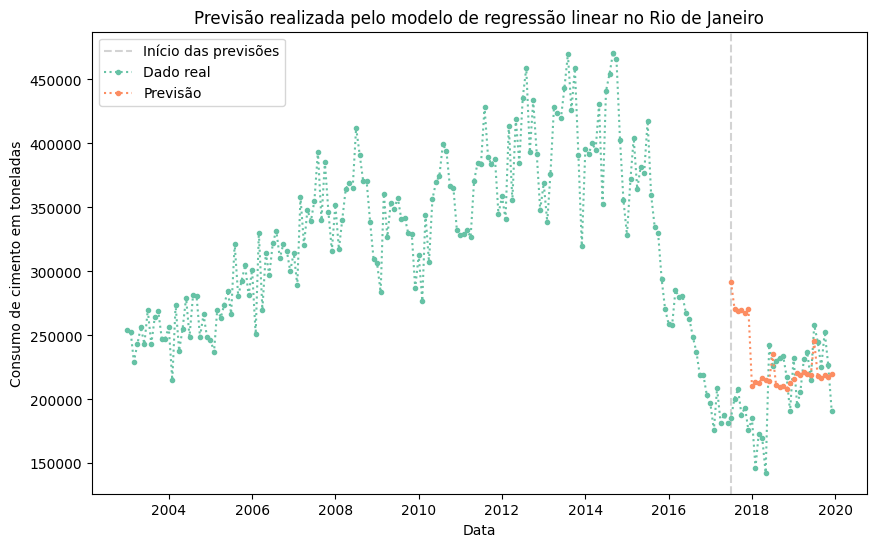 Previsão realizada pelo modelo de regressão linear no Rio de Janeiro
Início das previsões
Dado real
Previsão
Consumo de cimento em toneladas
450000
400000
350000
300000
250000
200000
150000
2004 2006 2008 2010 2012 2014 2016 2018 2020
Data